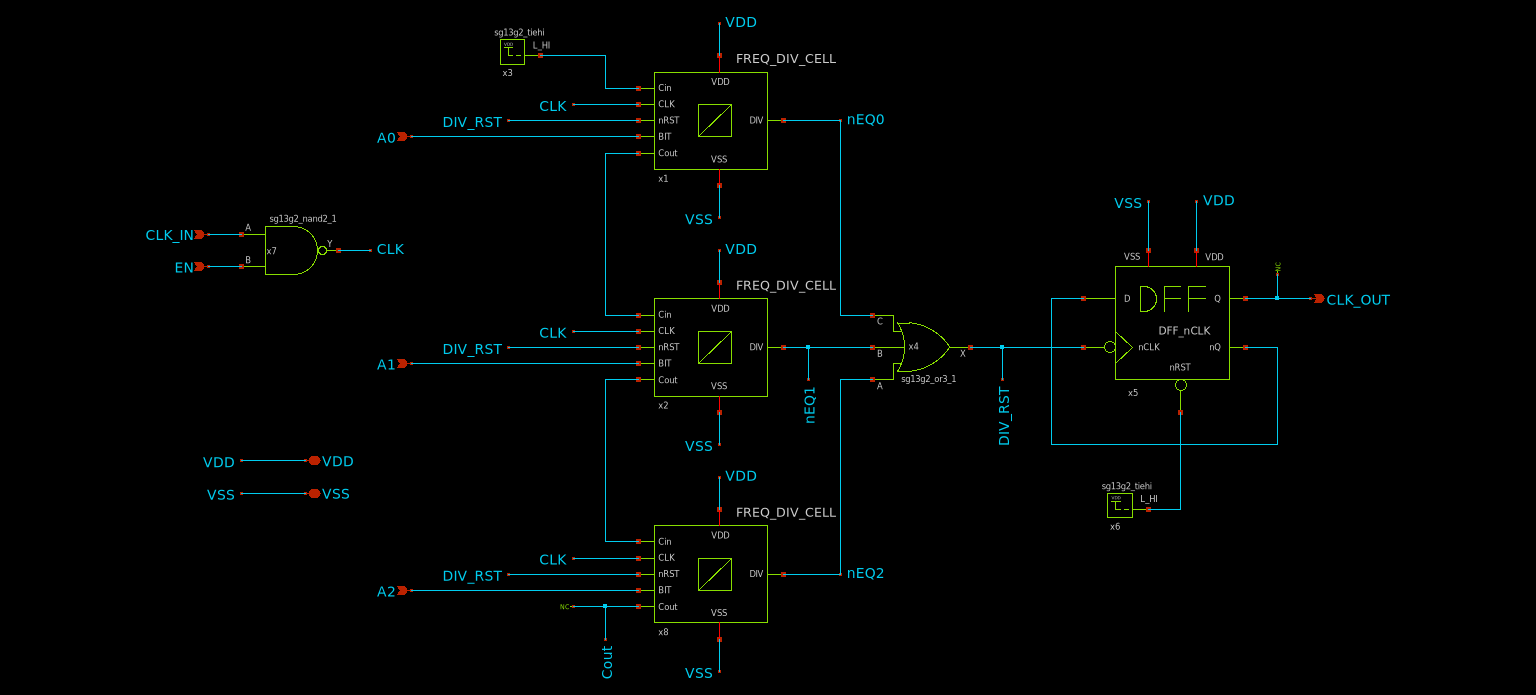 VDD
sg13g2_tiehi
VDD
L_HI
x3
FREQ_DIV_CELL
VDD
Cin
CLK
CLK
DIV_RST
nRST
DIV
nEQ0
A0
BIT
Cout
VSS
x1
VSS
sg13g2_nand2_1
CLK_IN
A
x7
Y
CLK
EN
B
VDD
FREQ_DIV_CELL
VDD
Cin
CLK
CLK
DIV_RST
nRST
DIV
A1
BIT
Cout
VSS
x2
VSS
nEQ1
C
B
A
x4
X
sg13g2_or3_1
DIV_RST
VSS
VDD
VSS
VDD
NC
D
DFF
Q
CLK_OUT
DFF_nCLK
nCLK
nQ
nRST
x5
sg13g2_tiehi
VDD
L_HI
x6
VDD
VDD
VSS
VSS
VDD
FREQ_DIV_CELL
VDD
Cin
CLK
CLK
DIV_RST
nRST
DIV
nEQ2
A2
BIT
NC
Cout
VSS
x8
Cout
VSS